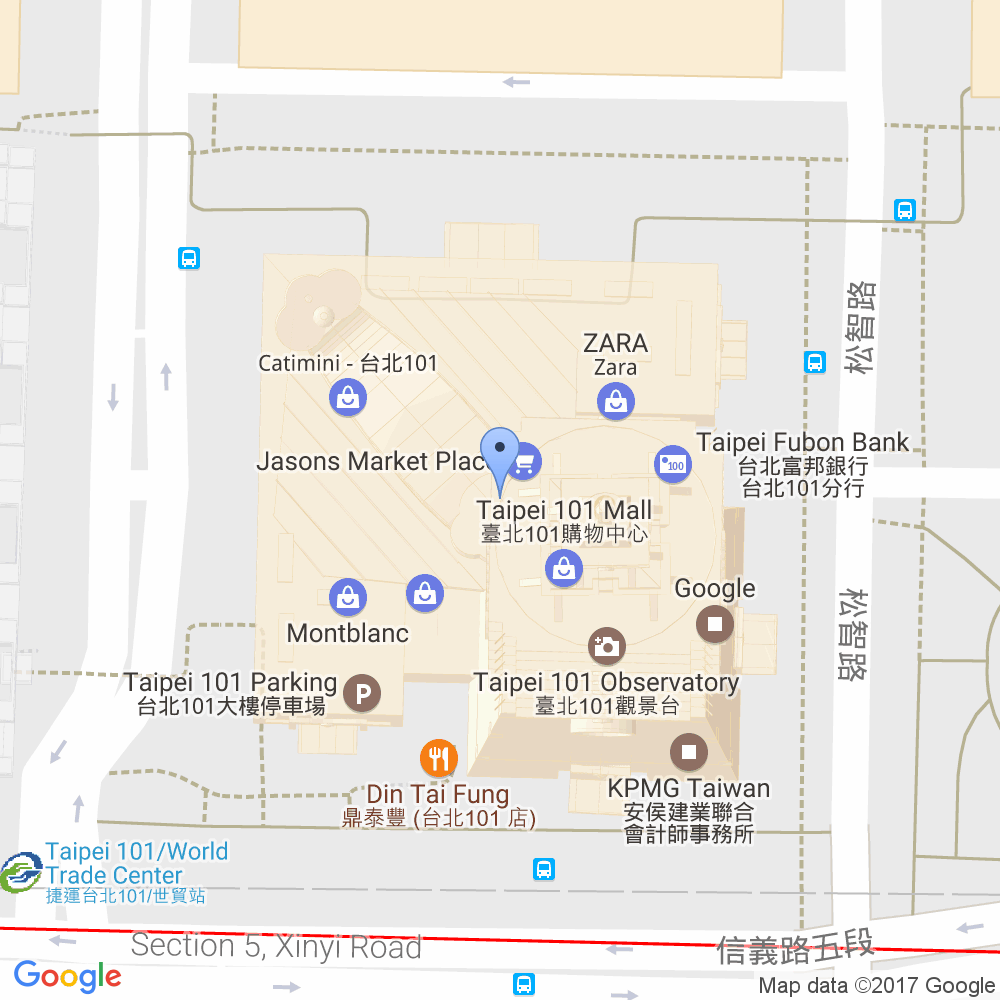 松智路
ZARA
Zara
Catimini - 台北101
Taipei Fubon Bank
台北富邦銀行
台北101分行
100
Jasons Market Place
Taipei 101 Mall
臺北101購物中心
Google
松智路
Montblanc
Taipei 101 Parking
台北101大樓停車場
P
Taipei 101 Observatory
臺北101觀景台
KPMG Taiwan
安侯建業聯合
會計師事務所
Din Tai Fung
鼎泰豐 (台北101 店)
Taipei 101/World
Trade Center
捷運台北101/世貿站
Section 5, Xinyi Road
信義路五段
Google
Map data ©2017 Google